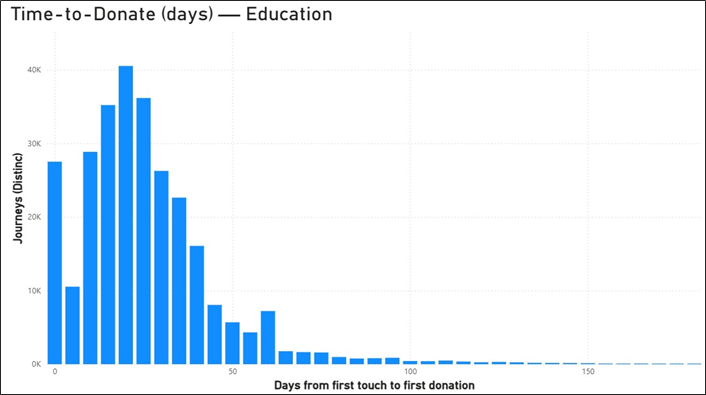 Time-to-Donate (days) — Education
40K
30K
20K
10K
0K
Journeys (Distinc)
0
50
100
150
Days from first touch to first donation